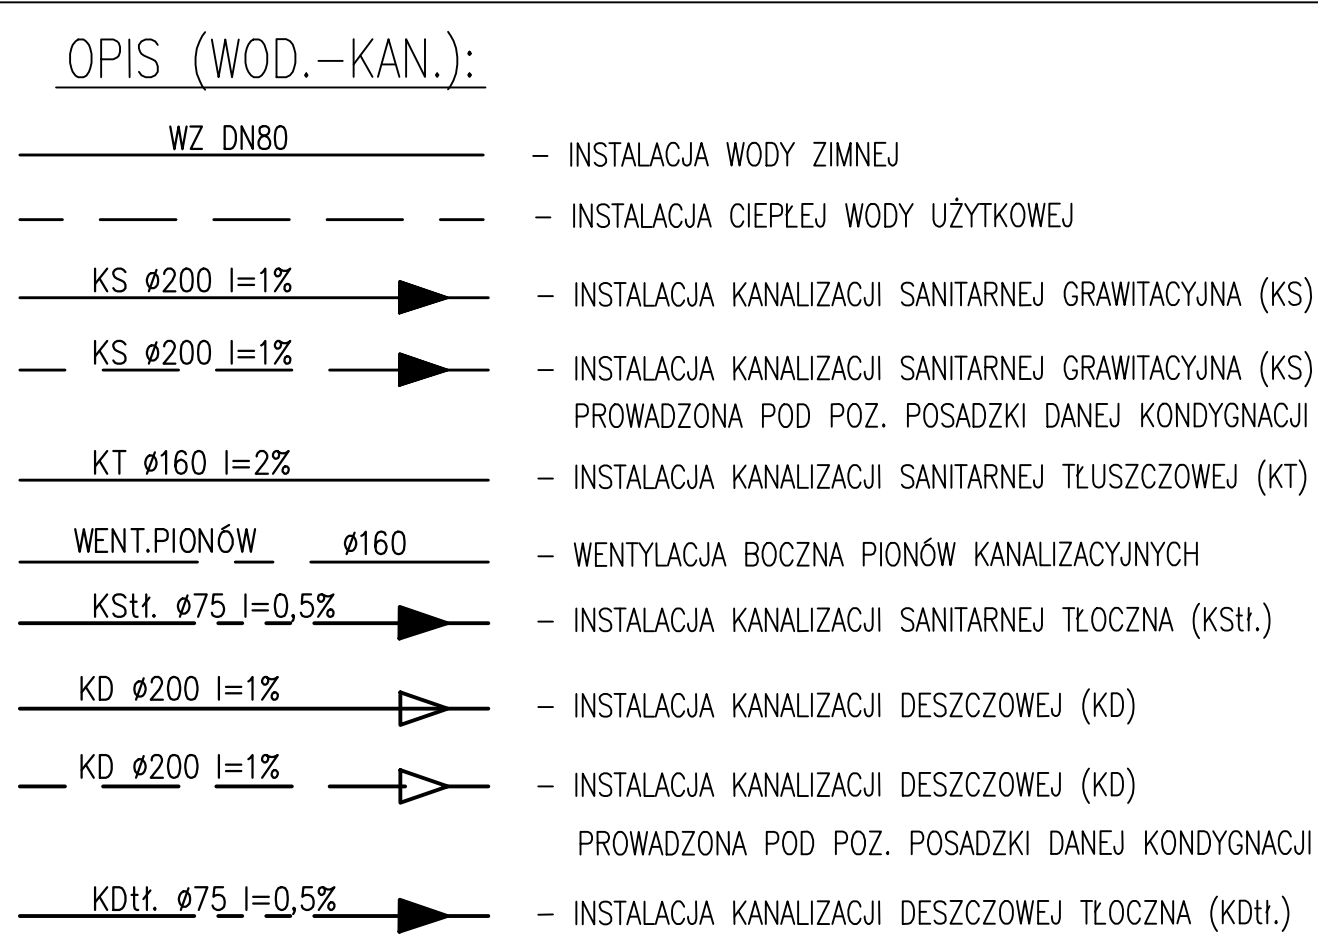 OPIS (WOD.-KAN.):
WZ DN80 - INSTALACJA WODY ZIMNEJ
- INSTALACJA CIEPŁEJ WODY UŻYTKOWEJ
KS ø200 I=1% - INSTALACJA KANALIZACJI SANITARNEJ GRAWITACYJNA (KS)
KS ø200 I=1% - INSTALACJA KANALIZACJI SANITARNEJ GRAWITACYJNA (KS)
PROWADZONA POD POZ. POSADZKI DANEJ KONDYGNACJI
KT ø160 I=2% - INSTALACJA KANALIZACJI SANITARNEJ TŁUSZCZOWEJ (KT)
WENT.PIONÓW ø160 - WENTYLACJA BOCZNA PIONÓW KANALIZACYJNYCH
KStł. ø75 I=0,5% - INSTALACJA KANALIZACJI SANITARNEJ TŁOCZNA (KStł.)
KD ø200 I=1% - INSTALACJA KANALIZACJI DESZCZOWEJ (KD)
KD ø200 I=1% - INSTALACJA KANALIZACJI DESZCZOWEJ (KD)
PROWADZONA POD POZ. POSADZKI DANEJ KONDYGNACJI
KDtł. ø75 I=0,5% - INSTALACJA KANALIZACJI DESZCZOWEJ TŁOCZNA (KDtł.)